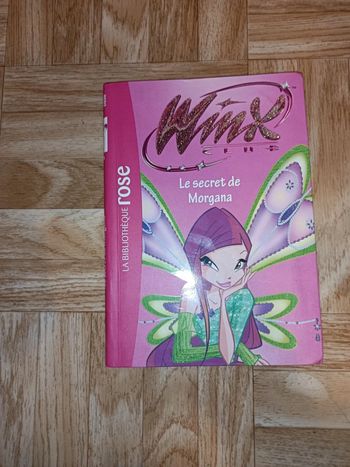 Winx
CLUB
Le secret de
Morgana
LA BIBLIOTHÈQUE rose